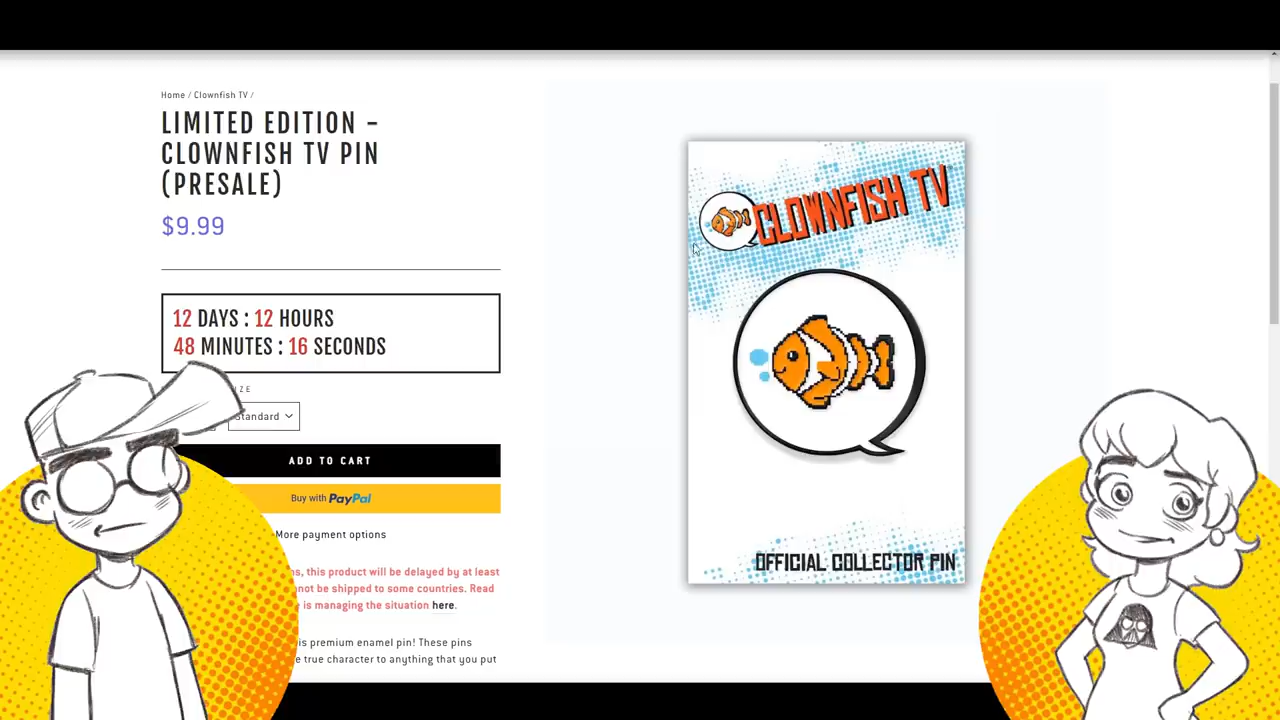 Home / Clownfish TV /
LIMITED EDITION -
CLOWNFISH TV PIN
(PRESALE)
$9.99
12 DAYS : 12 HOURS
48 MINUTES : 16 SECONDS
IZE
Standard
ADD TO CART
Buy with PayPal
More payment options
ns, this product will be delayed by at least
nnot be shipped to some countries. Read
is managing the situation here.
is premium enamel pin! These pins
e true character to anything that you put
CLOWNFISH TV
OFFICIAL COLLECTOR PIN